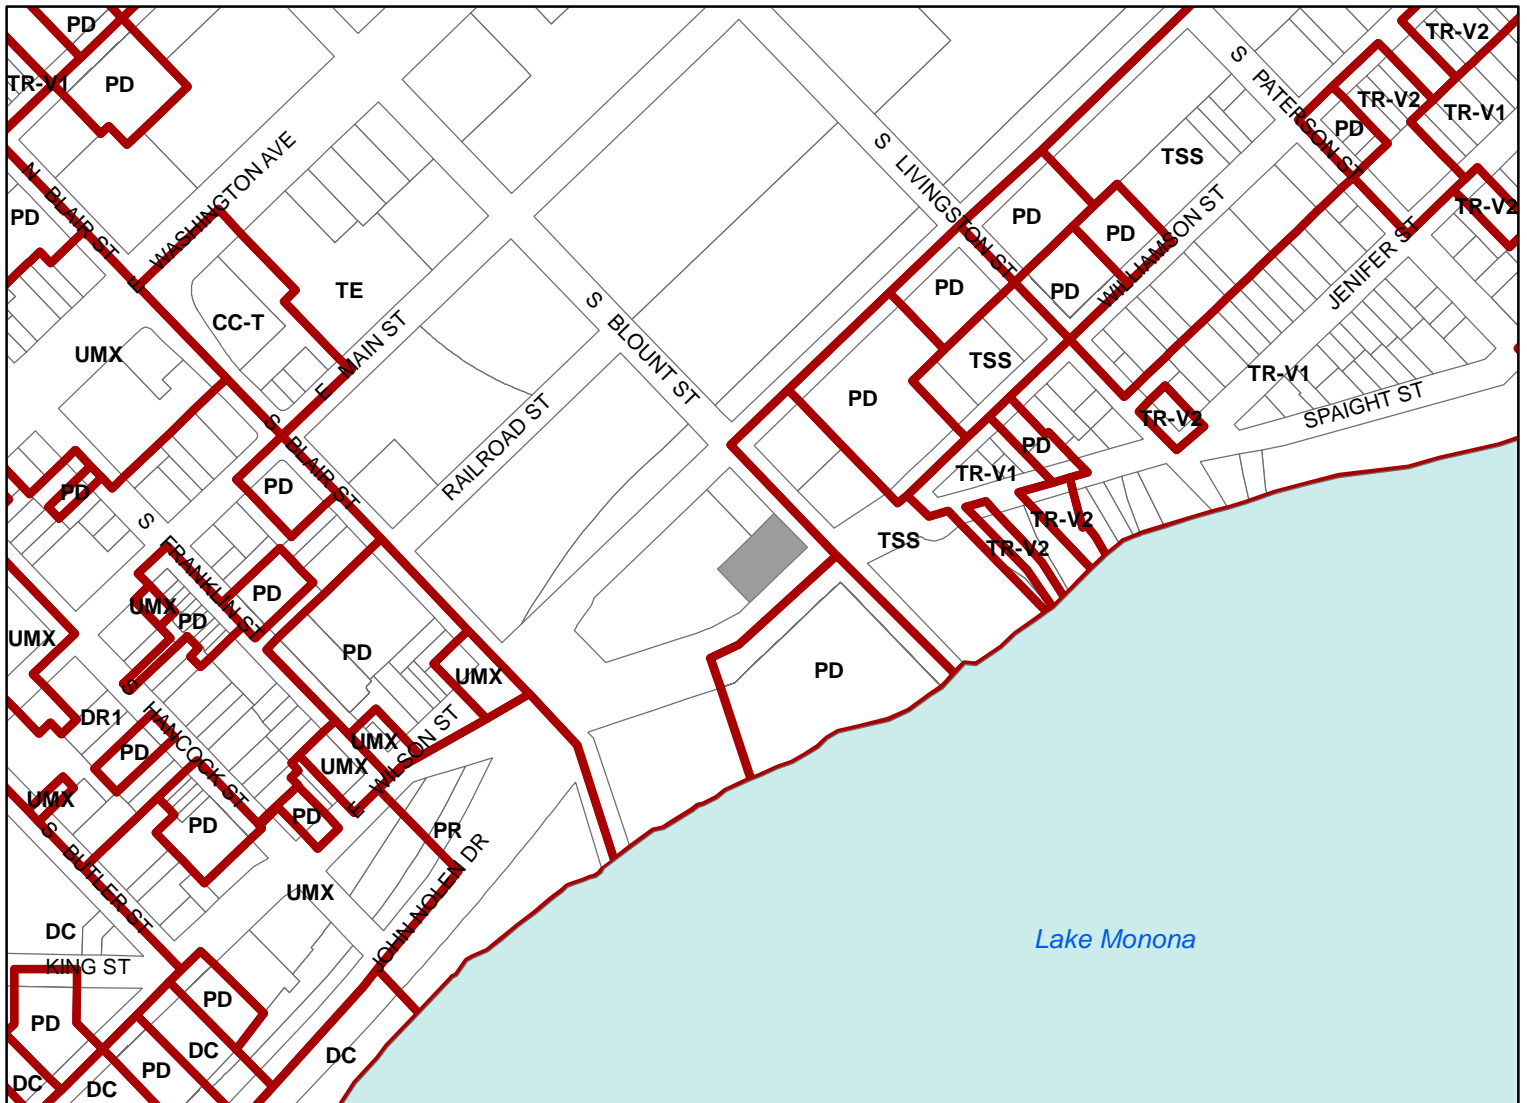 PD
TR-V2
S PATERSON ST
TR-V1
PD
TR-V2
TR-V1
PD
TSS
S LIVINGSTON ST
N BLAIR ST
E WASHINGTON AVE
PD
PD
PD
TR-V2
WILLIAMSON ST
JENIFER ST
TE
PD
PD
CC-T
S BLOUNT ST
UMX
E MAIN ST
TSS
TR-V1
PD
SPAIGHT ST
TR-V2
S BLAIR ST
RAILROAD ST
PD
TR-V1
PD
PD
S FRANKLIN ST
TR-V2
TSS
TR-V2
PD
UMX
PD
UMX
PD
UMX
PD
S HANCOCK ST
DR1
E WILSON ST
UMX
PD
UMX
UMX
PD
PD
PR
S BUTLER ST
JOHN NOLEN DR
UMX
DC
Lake Monona
KING ST
PD
PD
DC
DC
PD
DC
DC